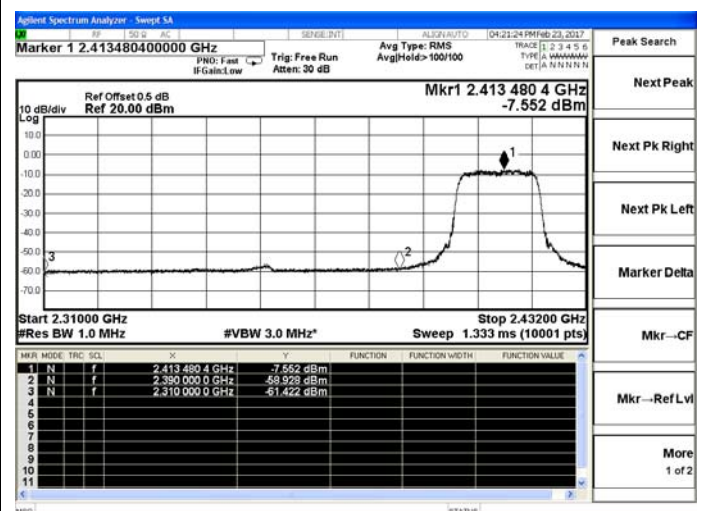 Agilent Spectrum Analyzer - Swept SA
RF 50 Ω AC SENSE:INT ALIGN AUTO 04:21:24 PM Feb 23, 2017
Marker 1 2.413480400000 GHz
PNO: Fast
IFGain:Low
Trig: Free Run
Atten: 30 dB
Avg Type: RMS
Avg|Hold:>100/100
TRACE 1 2 3 4 5 6
TYPE A WWWWW
DET A N N N N N
Peak Search
Next Peak
Next Pk Right
Next Pk Left
Marker Delta
Mkr→CF
Mkr→Ref Lvl
More
1 of 2
Ref Offset 0.5 dB
10 dB/div Ref 20.00 dBm
Log
Mkr1 2.413 480 4 GHz
-7.552 dBm
10.0
0.00
-10.0
-20.0
-30.0
-40.0
-50.0
-60.0
-70.0
1
2
3
Start 2.31000 GHz
Stop 2.43200 GHz
#Res BW 1.0 MHz
#VBW 3.0 MHz*
Sweep 1.333 ms (10001 pts)
MKR MODE TRC SCL X Y FUNCTION FUNCTION WIDTH FUNCTION VALUE
1 N f 2.413 480 4 GHz -7.552 dBm
2 N f 2.390 000 0 GHz -58.928 dBm
3 N f 2.310 000 0 GHz -61.422 dBm
4
5
6
7
8
9
10
11